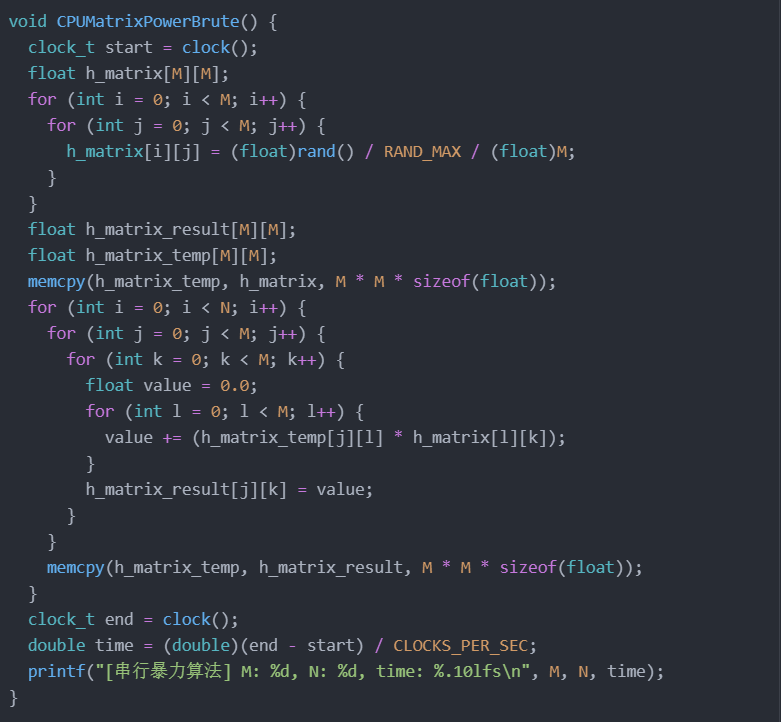 void CPUMatrixPowerBrute() {
  clock_t start = clock();
  float h_matrix[M][M];
  for (int i = 0; i < M; i++) {
    for (int j = 0; j < M; j++) {
      h_matrix[i][j] = (float)rand() / RAND_MAX / (float)M;
    }
  }
  float h_matrix_result[M][M];
  float h_matrix_temp[M][M];
  memcpy(h_matrix_temp, h_matrix, M * M * sizeof(float));
  for (int i = 0; i < N; i++) {
    for (int j = 0; j < M; j++) {
      for (int k = 0; k < M; k++) {
        float value = 0.0;
        for (int l = 0; l < M; l++) {
          value += (h_matrix_temp[j][l] * h_matrix[l][k]);
        }
        h_matrix_result[j][k] = value;
      }
    }
    memcpy(h_matrix_temp, h_matrix_result, M * M * sizeof(float));
  }
  clock_t end = clock();
  double time = (double)(end - start) / CLOCKS_PER_SEC;
  printf("[串行暴力算法] M: %d, N: %d, time: %.10lfs\n", M, N, time);
}